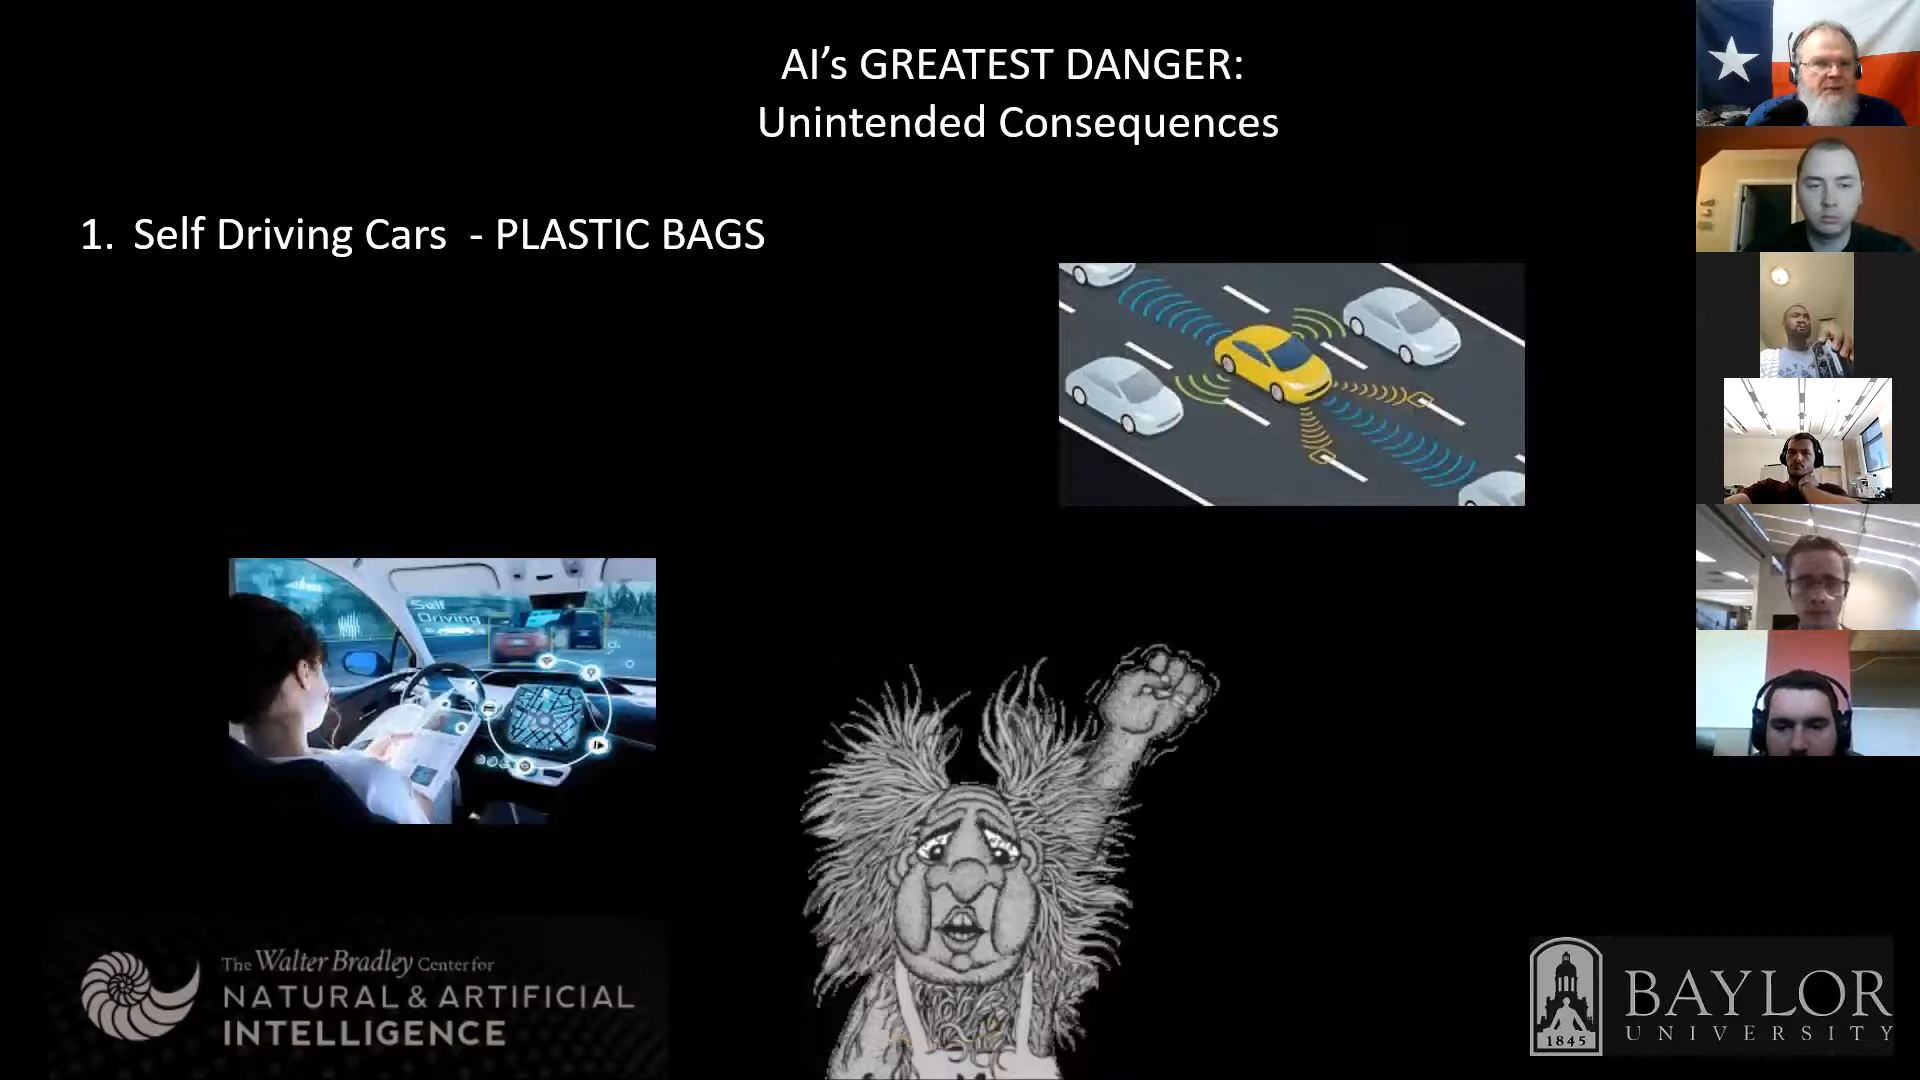 AI's GREATEST DANGER:
Unintended Consequences
1. Self Driving Cars - PLASTIC BAGS
Self
Driving
The Walter Bradley Center for
NATURAL & ARTIFICIAL
INTELLIGENCE
BAYLOR
UNIVERSITY
1845